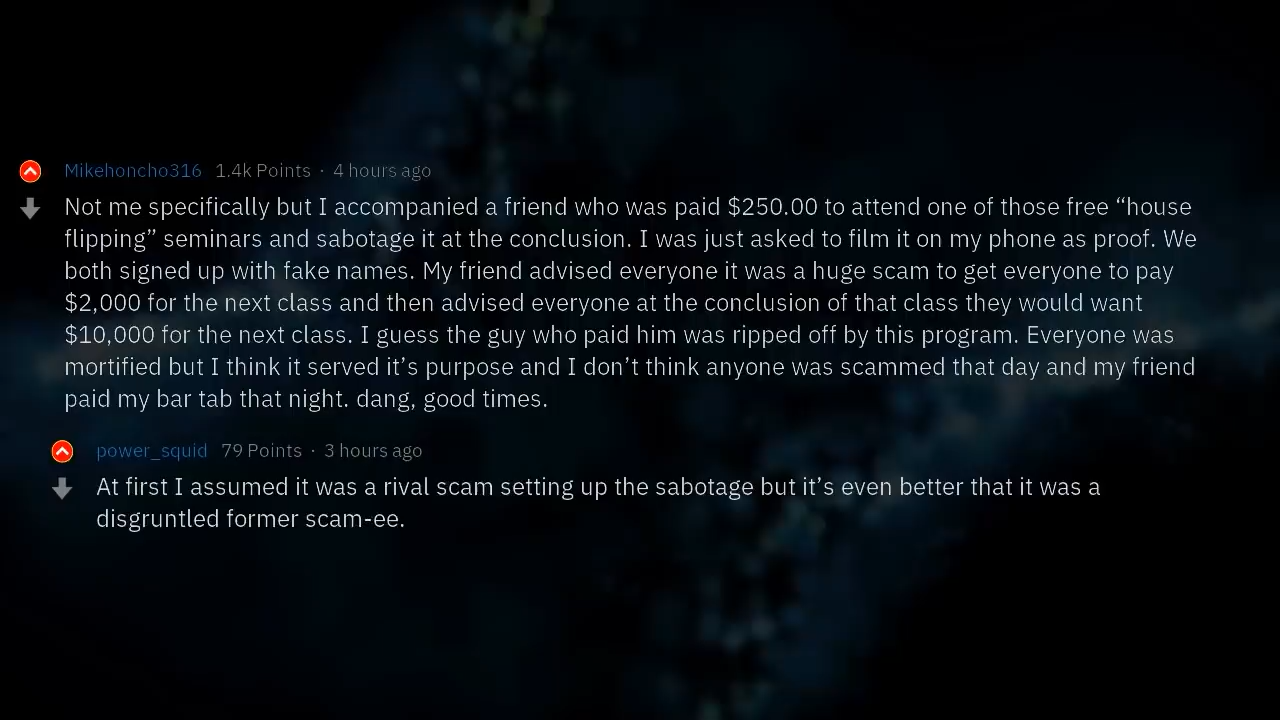 Mikehoncho316 1.4k Points · 4 hours ago
Not me specifically but I accompanied a friend who was paid $250.00 to attend one of those free “house
flipping” seminars and sabotage it at the conclusion. I was just asked to film it on my phone as proof. We
both signed up with fake names. My friend advised everyone it was a huge scam to get everyone to pay
$2,000 for the next class and then advised everyone at the conclusion of that class they would want
$10,000 for the next class. I guess the guy who paid him was ripped off by this program. Everyone was
mortified but I think it served it’s purpose and I don’t think anyone was scammed that day and my friend
paid my bar tab that night. dang, good times.
power_squid 79 Points · 3 hours ago
At first I assumed it was a rival scam setting up the sabotage but it’s even better that it was a
disgruntled former scam-ee.